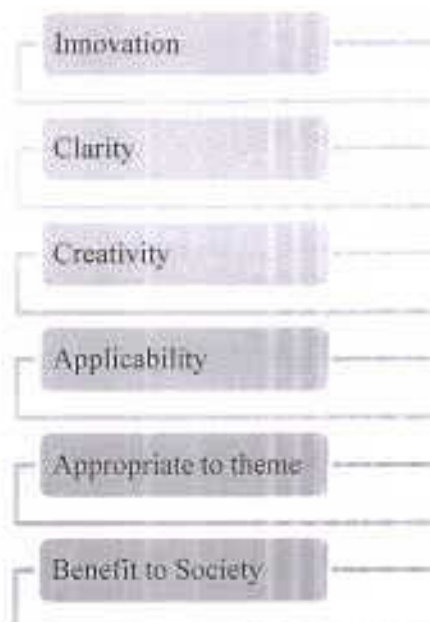 Innovation
Clarity
Creativity
Applicability
Appropriate to theme
Benefit to Society